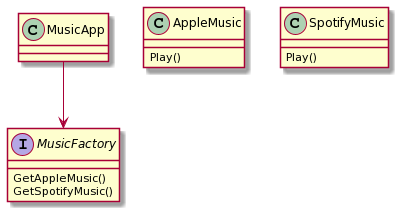 C MusicApp
C AppleMusic
Play()
C SpotifyMusic
Play()
I MusicFactory
GetAppleMusic()
GetSpotifyMusic()